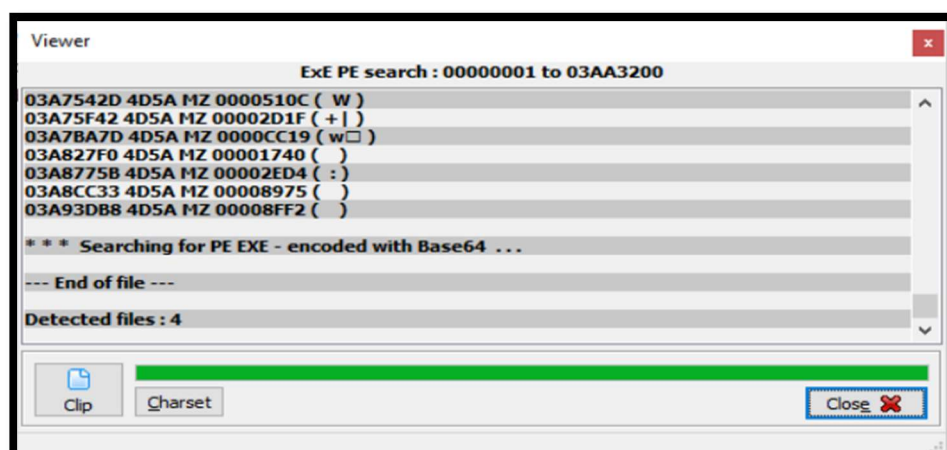 Viewer
x
ExE PE search : 00000001 to 03AA3200
03A7542D 4D5A MZ 0000510C (  W )
03A75F42 4D5A MZ 00002D1F ( +| )
03A7BA7D 4D5A MZ 0000CC19 ( w□ )
03A827F0 4D5A MZ 00001740 (   )
03A8775B 4D5A MZ 00002ED4 (  : )
03A8CC33 4D5A MZ 00008975 (   )
03A93DB8 4D5A MZ 00008FF2 (   )
* * *  Searching for PE EXE - encoded with Base64  ...
--- End of file ---
Detected files : 4
Clip
Charset
Close